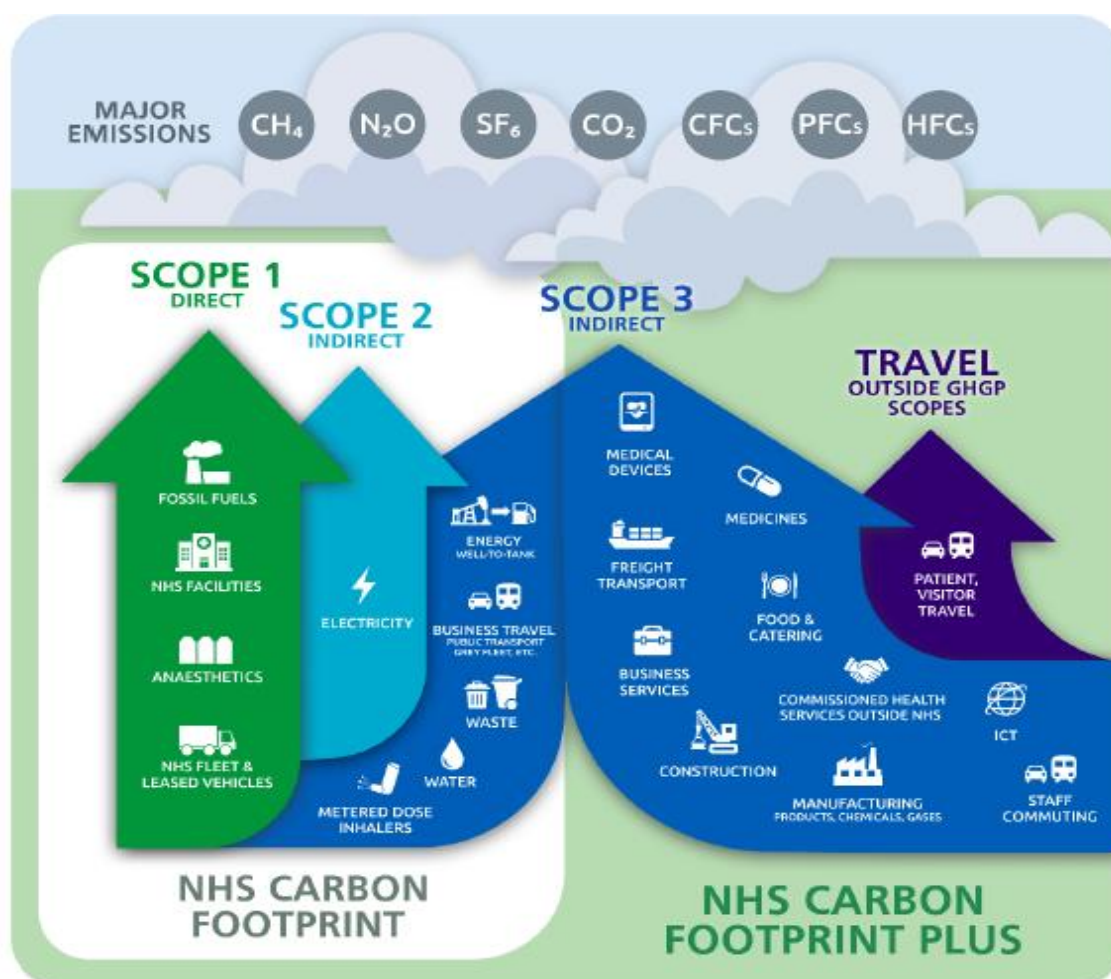 MAJOR
EMISSIONS
CH₄
N₂O
SF₆
CO₂
CFCs
PFCs
HFCs
SCOPE 1
DIRECT
SCOPE 2
INDIRECT
SCOPE 3
INDIRECT
TRAVEL
OUTSIDE GHGP
SCOPES
FOSSIL FUELS
NHS FACILITIES
ANAESTHETICS
NHS FLEET &
LEASED VEHICLES
ELECTRICITY
ENERGY
WELL-TO-TANK
BUSINESS TRAVEL
PUBLIC TRANSPORT
GREY FLEET, ETC.
WASTE
WATER
METERED DOSE
INHALERS
MEDICAL
DEVICES
MEDICINES
FREIGHT
TRANSPORT
FOOD &
CATERING
BUSINESS
SERVICES
COMMISSIONED HEALTH
SERVICES OUTSIDE NHS
ICT
CONSTRUCTION
MANUFACTURING
PRODUCTS, CHEMICALS, GASES
STAFF
COMMUTING
PATIENT,
VISITOR
TRAVEL
NHS CARBON
FOOTPRINT
NHS CARBON
FOOTPRINT PLUS